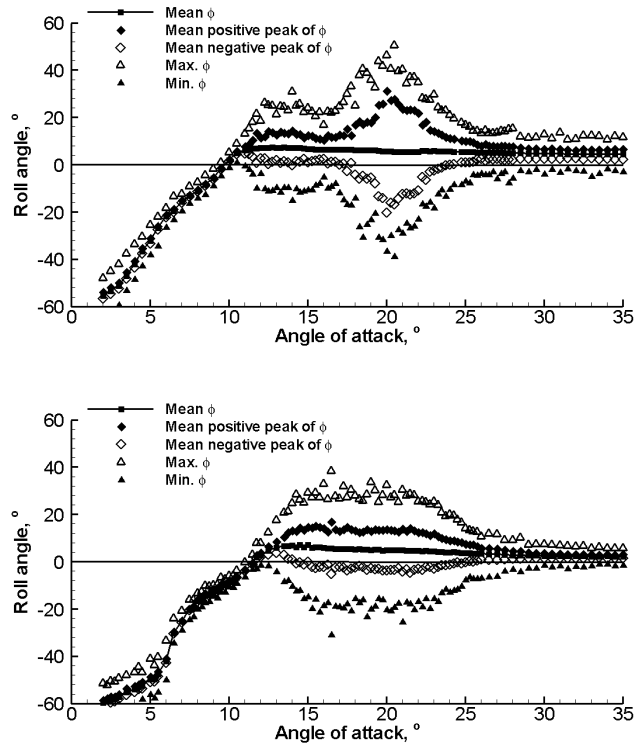 60
40
20
0
-20
-40
-60
Roll angle, º
Mean ϕ
Mean positive peak of ϕ
Mean negative peak of ϕ
Max. ϕ
Min. ϕ
0 5 10 15 20 25 30 35
Angle of attack, º
60
40
20
0
-20
-40
-60
Roll angle, º
Mean ϕ
Mean positive peak of ϕ
Mean negative peak of ϕ
Max. ϕ
Min. ϕ
0 5 10 15 20 25 30 35
Angle of attack, º